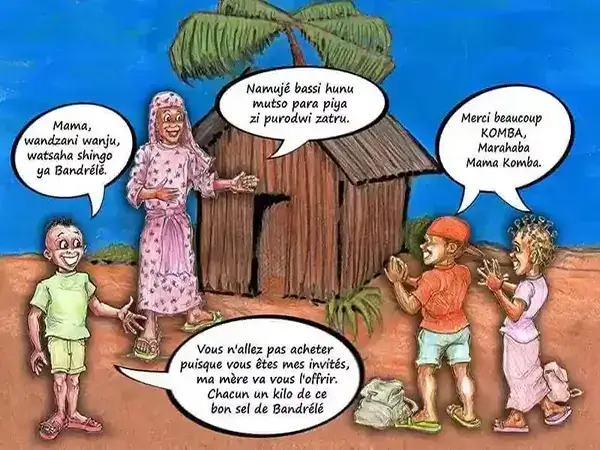 Mama,
wandzani wanju,
watsaha shingo
ya Bandrélé.
Namujé bassi hunu
mutso para piya
zi purodwi zatru.
Merci beaucoup
KOMBA,
Marahaba
Mama Komba.
Vous n'allez pas acheter
puisque vous êtes mes invités,
ma mère va vous l'offrir.
Chacun un kilo de ce
bon sel de Bandrélé